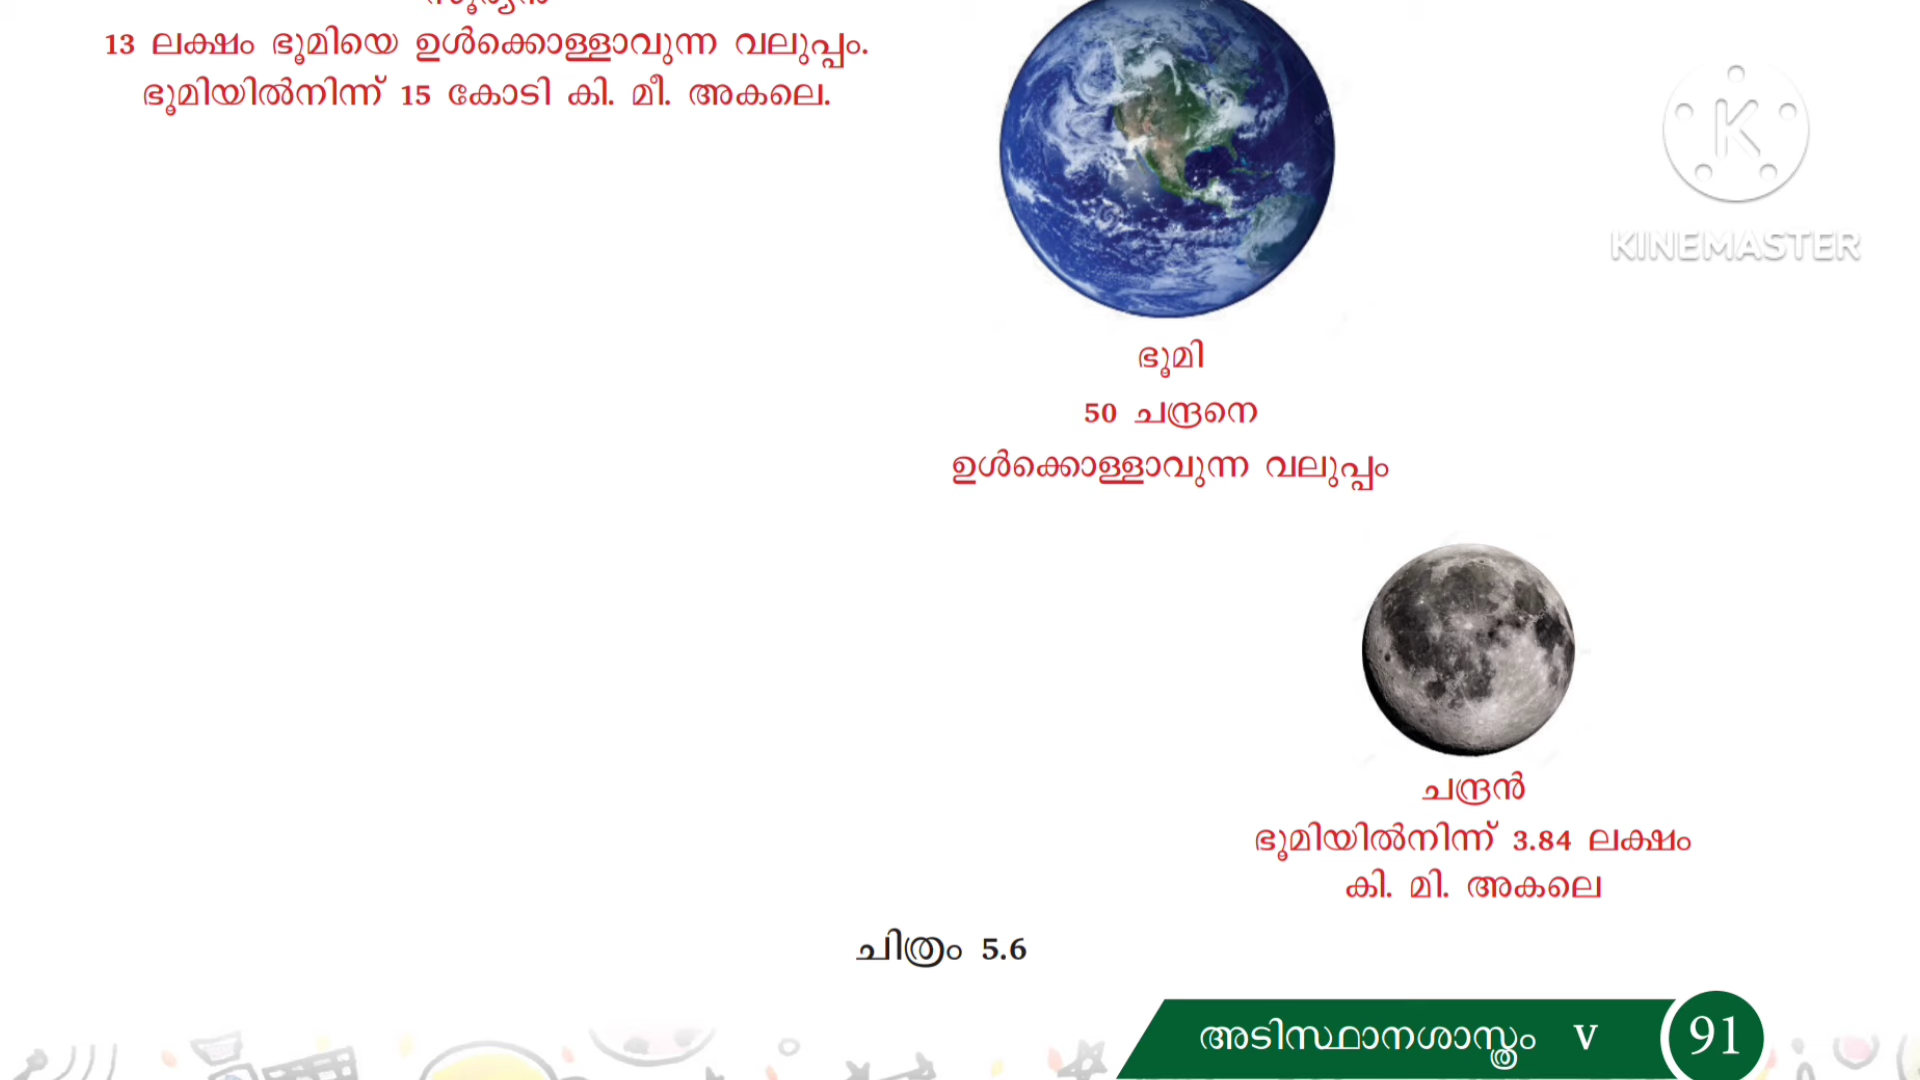 സൂര്യൻ
13 ലക്ഷം ഭൂമിയെ ഉൾക്കൊള്ളാവുന്ന വലുപ്പം.
ഭൂമിയിൽനിന്ന് 15 കോടി കി. മീ. അകലെ.
KINEMASTER
ഭൂമി
50 ചന്ദ്രനെ
ഉൾക്കൊള്ളാവുന്ന വലുപ്പം
ചന്ദ്രൻ
ഭൂമിയിൽനിന്ന് 3.84 ലക്ഷം
കി. മി. അകലെ
ചിത്രം 5.6
അടിസ്ഥാനശാസ്ത്രം V 91